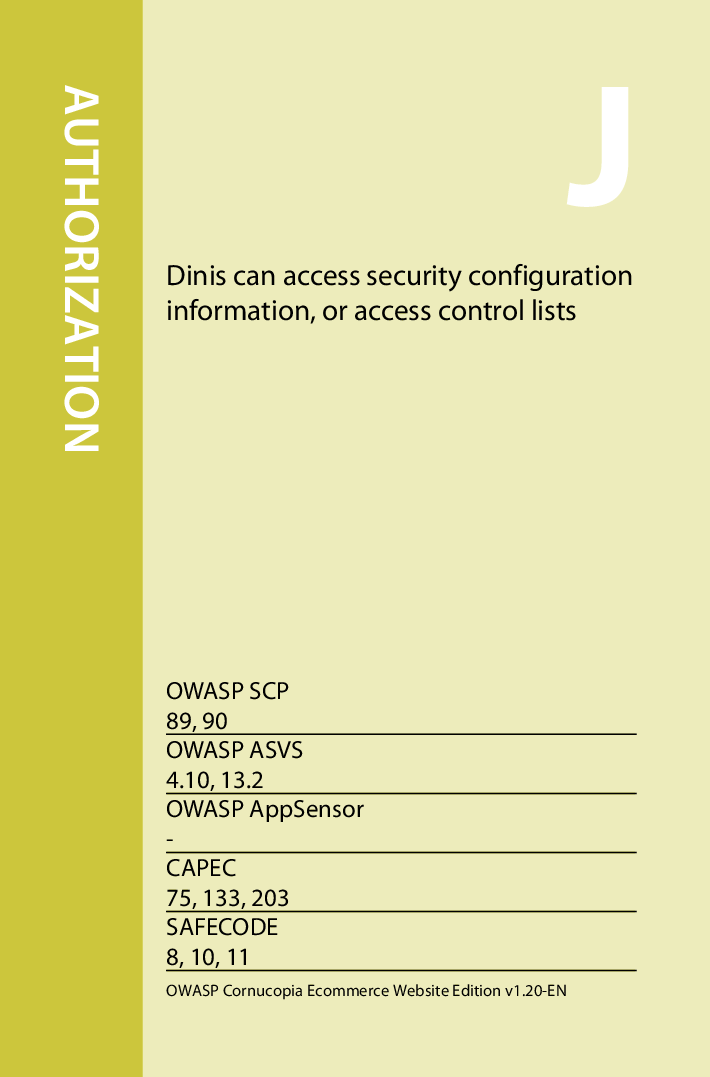 AUTHORIZATION
J
Dinis can access security configuration
information, or access control lists
OWASP SCP
89, 90
OWASP ASVS
4.10, 13.2
OWASP AppSensor
-
CAPEC
75, 133, 203
SAFECODE
8, 10, 11
OWASP Cornucopia Ecommerce Website Edition v1.20-EN